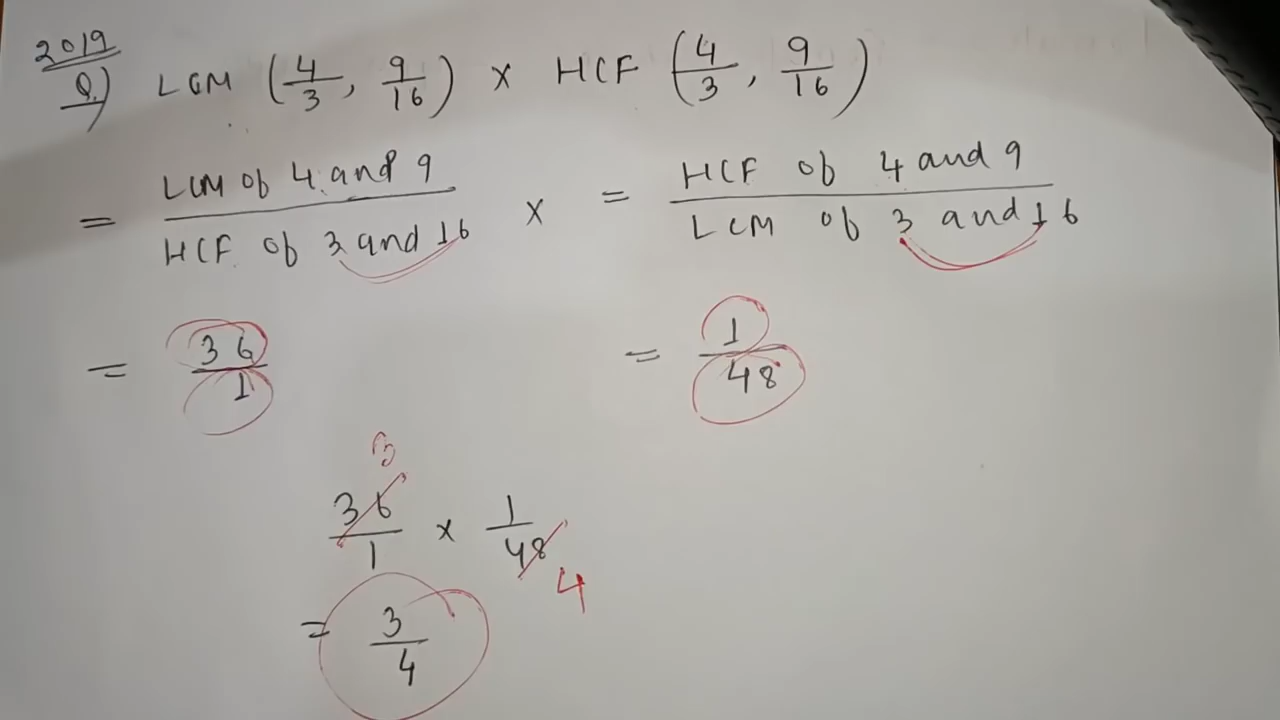 2019
Q.) LCM (4/3, 9/16) × HCF (4/3, 9/16)
= LCM of 4 and 9 / HCF of 3 and 16 × = HCF of 4 and 9 / LCM of 3 and 16
= 36/1 = 1/48
3
36/1 × 1/48
4
= 3/4